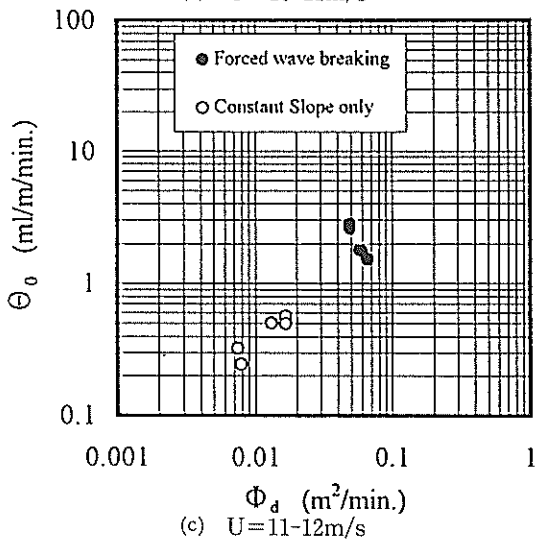 100
Forced wave breaking
Constant Slope only
10
Θ₀ (ml/m/min.)
1
0.1
0.001 0.01 0.1 1
Φ_d (m²/min.)
(c) U=11-12m/s